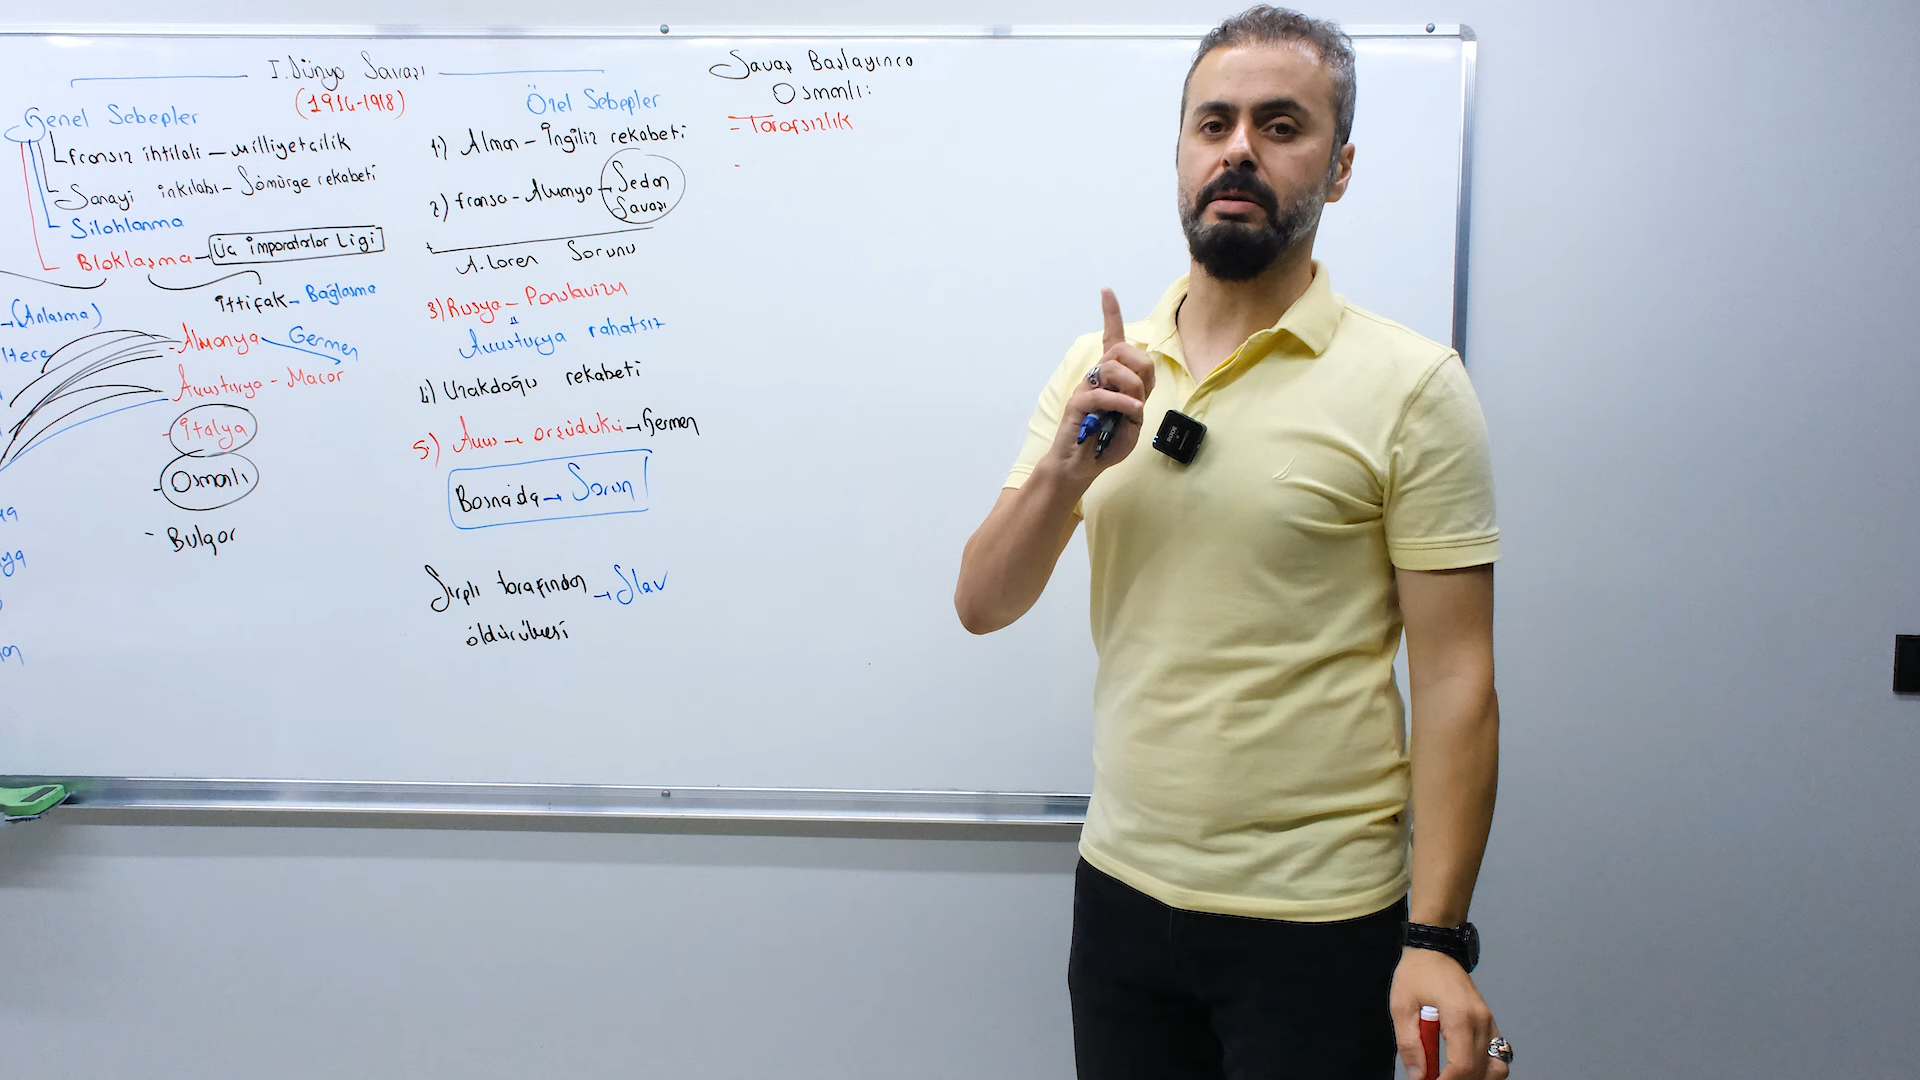 I. Dünya Savaşı
(1914-1918)
Genel Sebepler
Fransız ihtilali - Milliyetçilik
Sanayi inkılabı - Sömürge rekabeti
Silahlanma
Bloklaşma - Üç imparatorlar Ligi
İttifak - Bağlaşma
(Anlaşma)
ltere
- Almanya Germen
- Avusturya - Macar
- İtalya
- Osmanlı
- Bulgar
Özel Sebepler
1) Alman - İngiliz rekabeti
2) Fransa - Almanya → Sedan Savaşı
A. Loren Sorunu
3) Rusya - Panslavizm
Avusturya rahatsız
4) Uzakdoğu rekabeti
5) Avus → arşidükü → Germen
Bosna'da → Sorun
Sırplı tarafından → Slav
öldürülmesi
Savaş Başlayınca
Osmanlı:
- Tarafsızlık
-